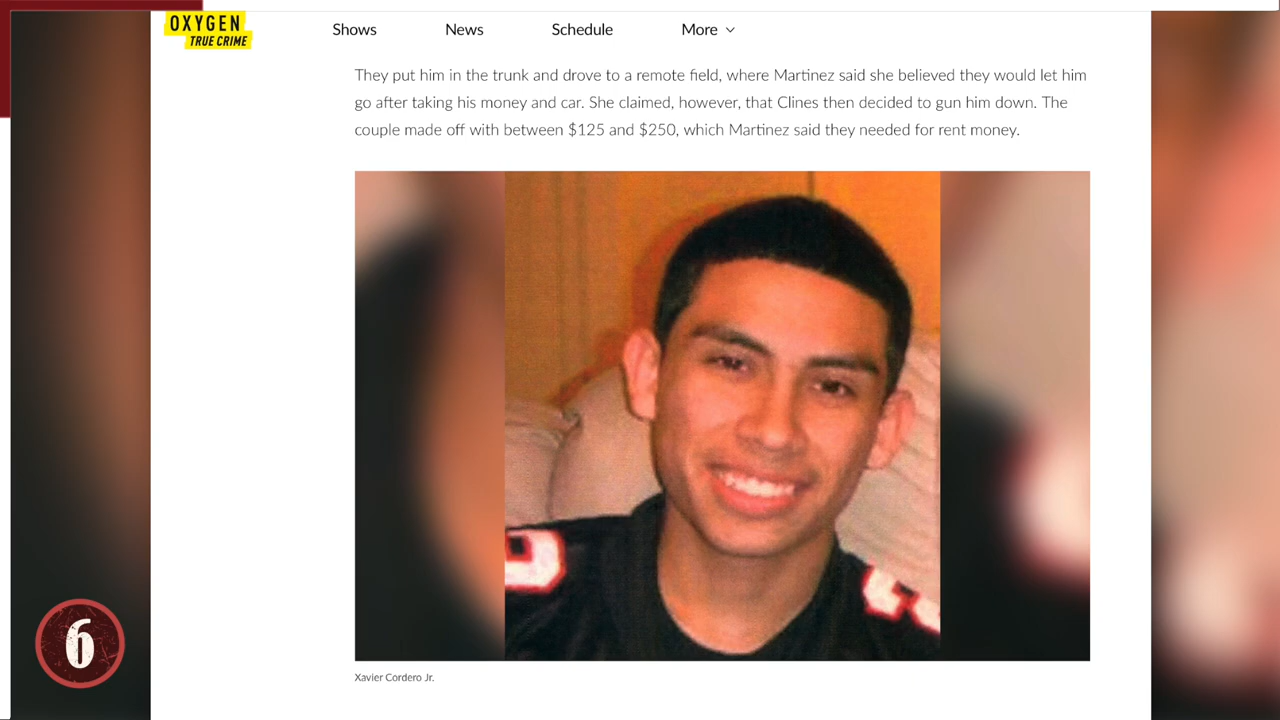 OXYGEN
TRUE CRIME
Shows News Schedule More
They put him in the trunk and drove to a remote field, where Martinez said she believed they would let him
go after taking his money and car. She claimed, however, that Clines then decided to gun him down. The
couple made off with between $125 and $250, which Martinez said they needed for rent money.
6
Xavier Cordero Jr.